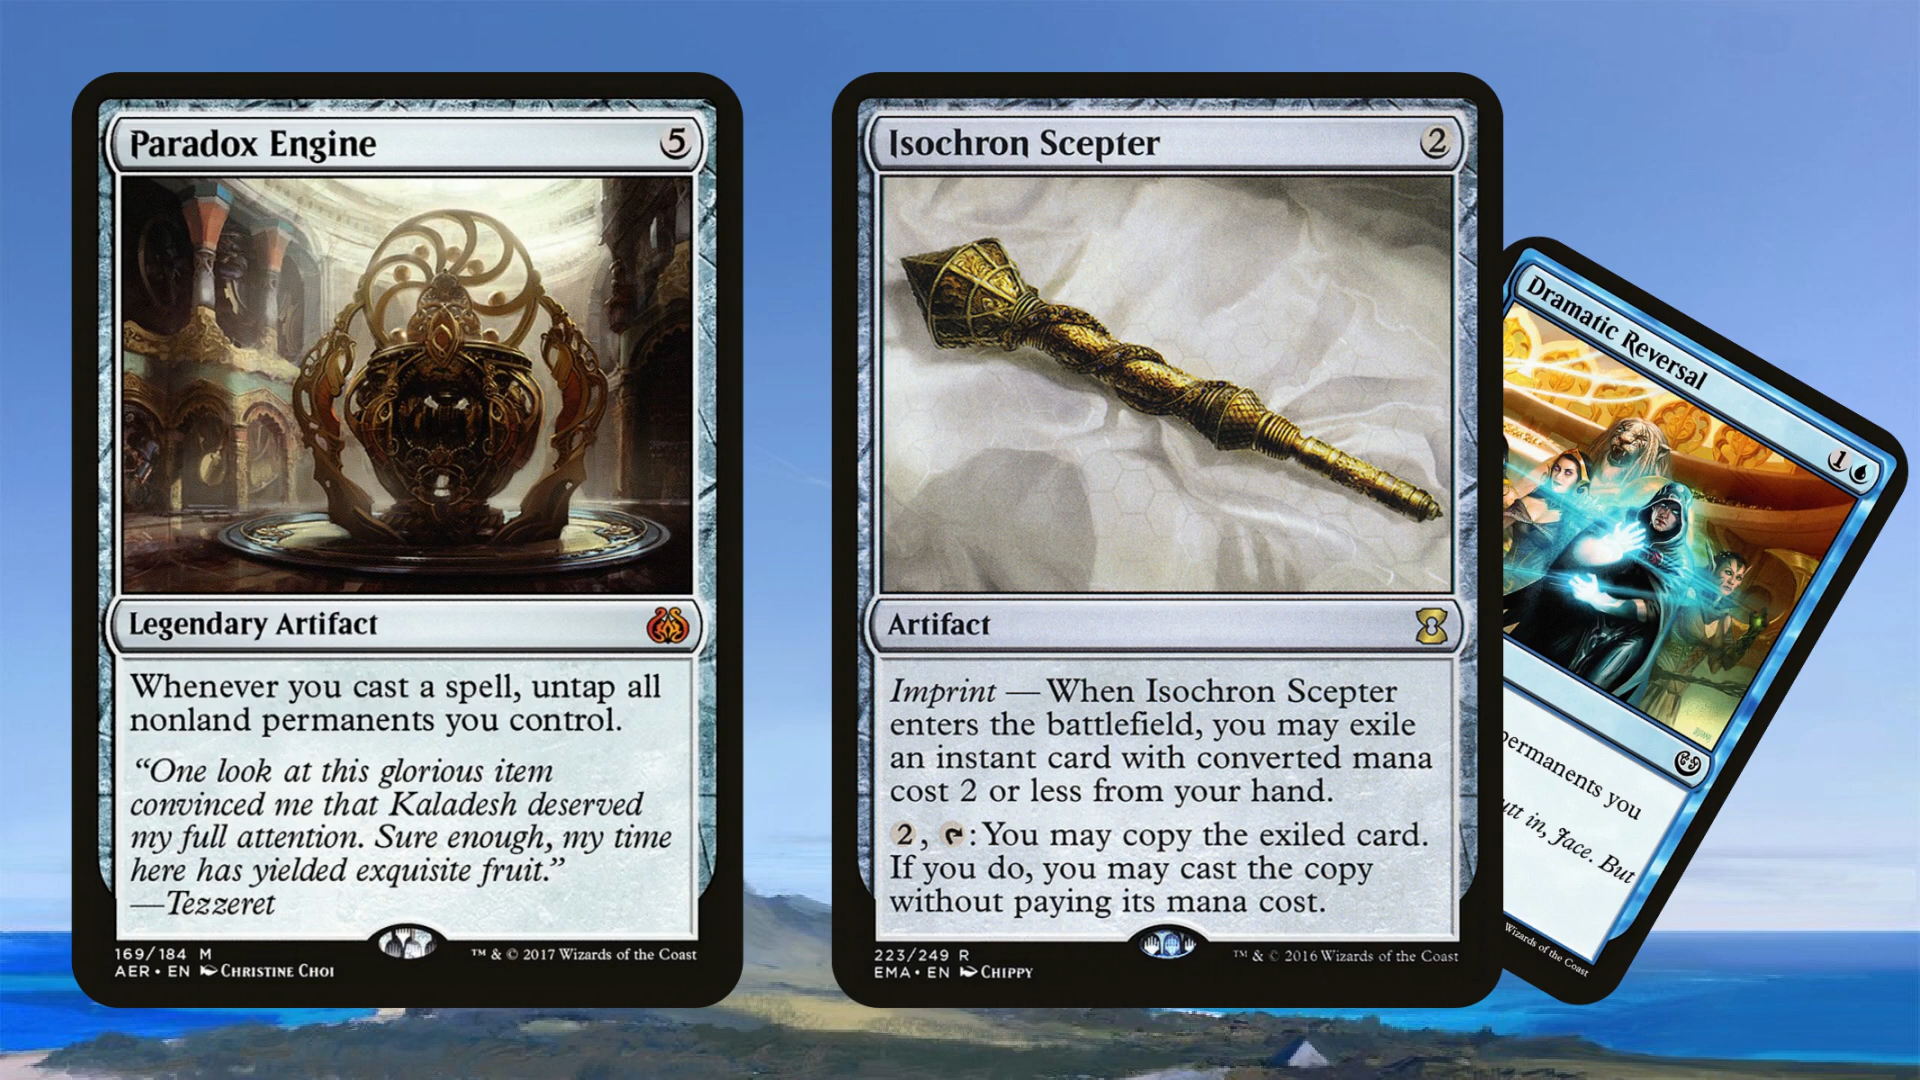 Paradox Engine
5
Legendary Artifact
Whenever you cast a spell, untap all
nonland permanents you control.
“One look at this glorious item
convinced me that Kaladesh deserved
my full attention. Sure enough, my time
here has yielded exquisite fruit.”
—Tezzeret
169/184 M
AER • EN Christine Choi
™ & © 2017 Wizards of the Coast
Isochron Scepter
2
Artifact
Imprint — When Isochron Scepter
enters the battlefield, you may exile
an instant card with converted mana
cost 2 or less from your hand.
2, : You may copy the exiled card.
If you do, you may cast the copy
without paying its mana cost.
223/249 R
EMA • EN Chippy
™ & © 2016 Wizards of the Coast
Dramatic Reversal
1
permanents you
in, Jace. But
Wizards of the Coast